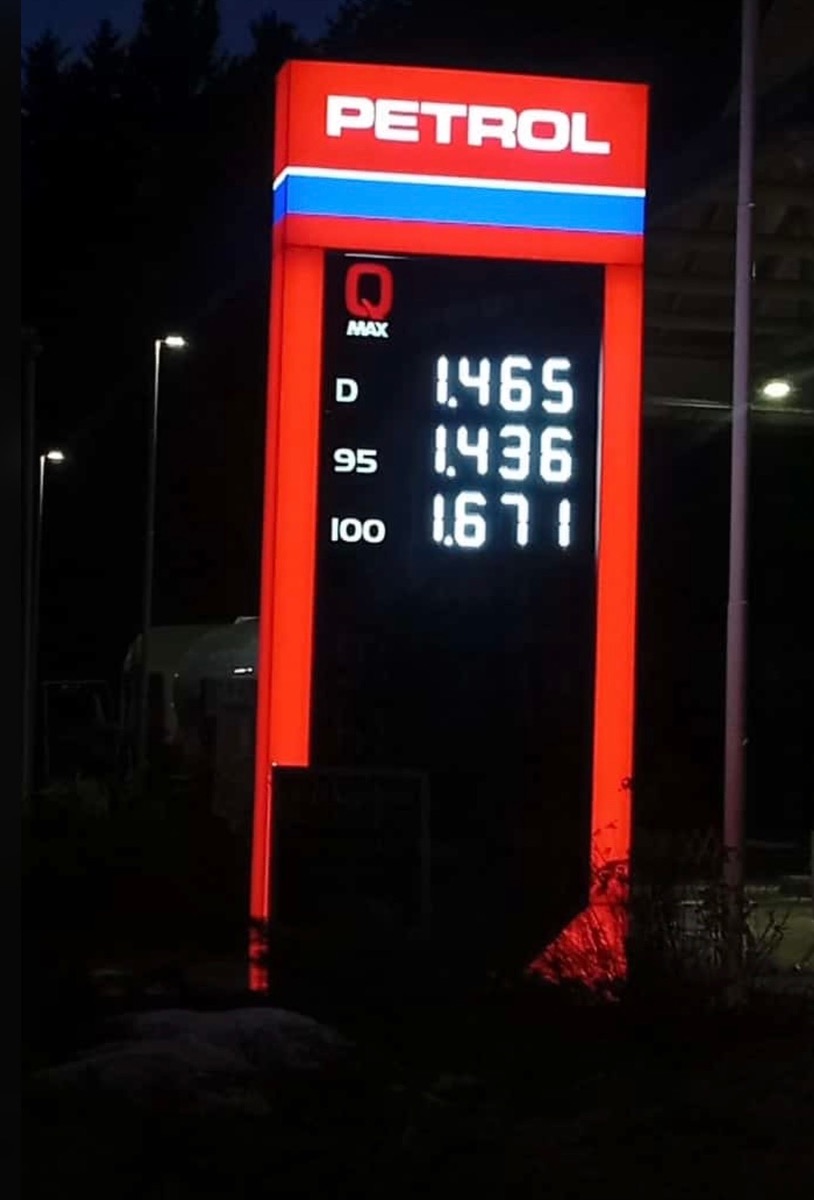 PETROL
Q
MAX
D 1.465
95 1.436
100 1.671